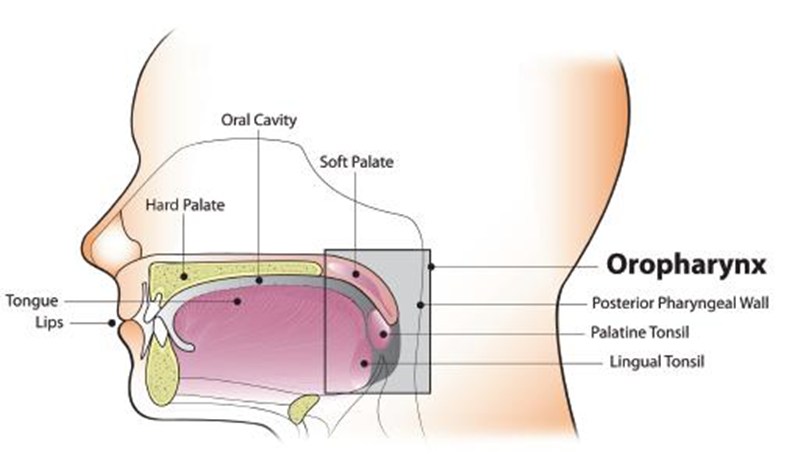 Oral Cavity
Soft Palate
Hard Palate
Oropharynx
Tongue
Posterior Pharyngeal Wall
Lips
Palatine Tonsil
Lingual Tonsil